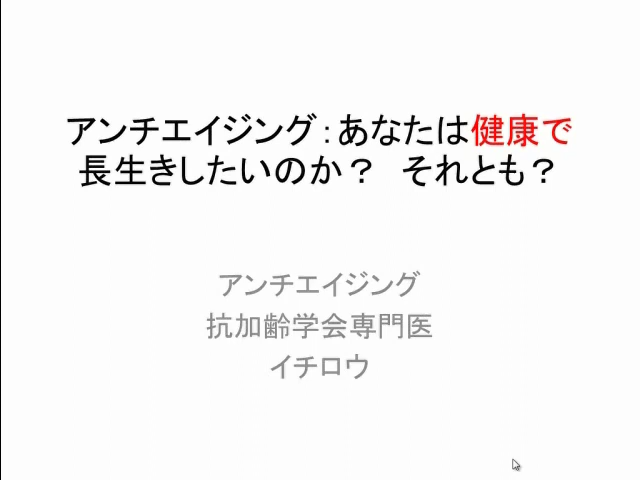 アンチエイジング：あなたは健康で
長生きしたいのか？　それとも？
アンチエイジング
抗加齢学会専門医
イチロウ